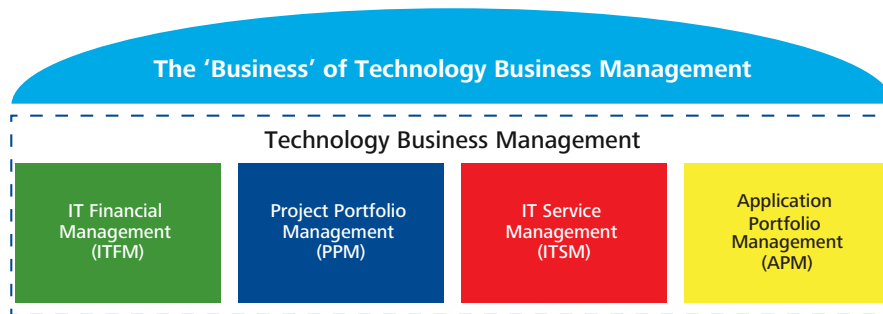 The ‘Business’ of Technology Business Management
Technology Business Management
IT Financial
Management
(ITFM)
Project Portfolio
Management
(PPM)
IT Service
Management
(ITSM)
Application
Portfolio
Management
(APM)